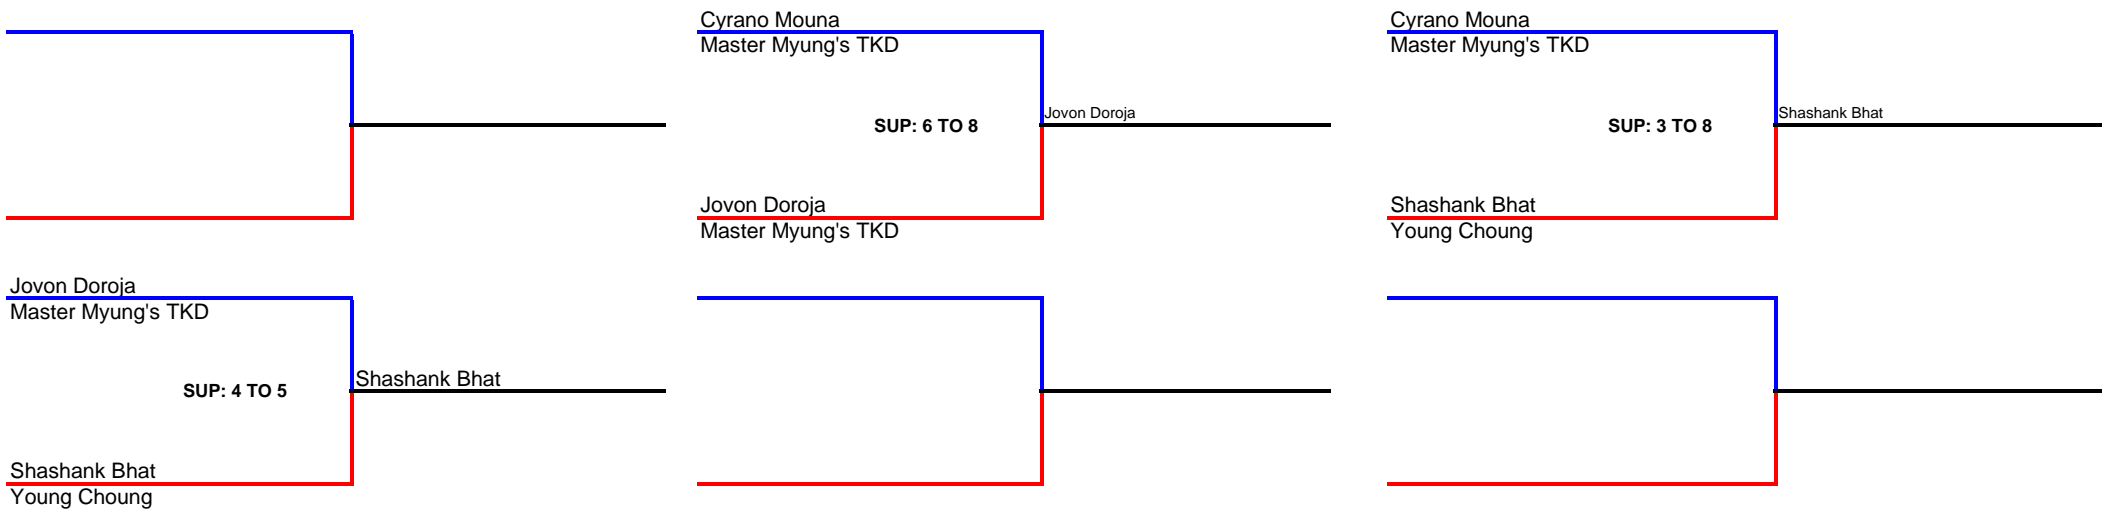 Cyrano Mouna
Master Myung's TKD
SUP: 6 TO 8
Jovon Doroja
Jovon Doroja
Master Myung's TKD
Cyrano Mouna
Master Myung's TKD
SUP: 3 TO 8
Shashank Bhat
Shashank Bhat
Young Choung
Jovon Doroja
Master Myung's TKD
SUP: 4 TO 5
Shashank Bhat
Shashank Bhat
Young Choung